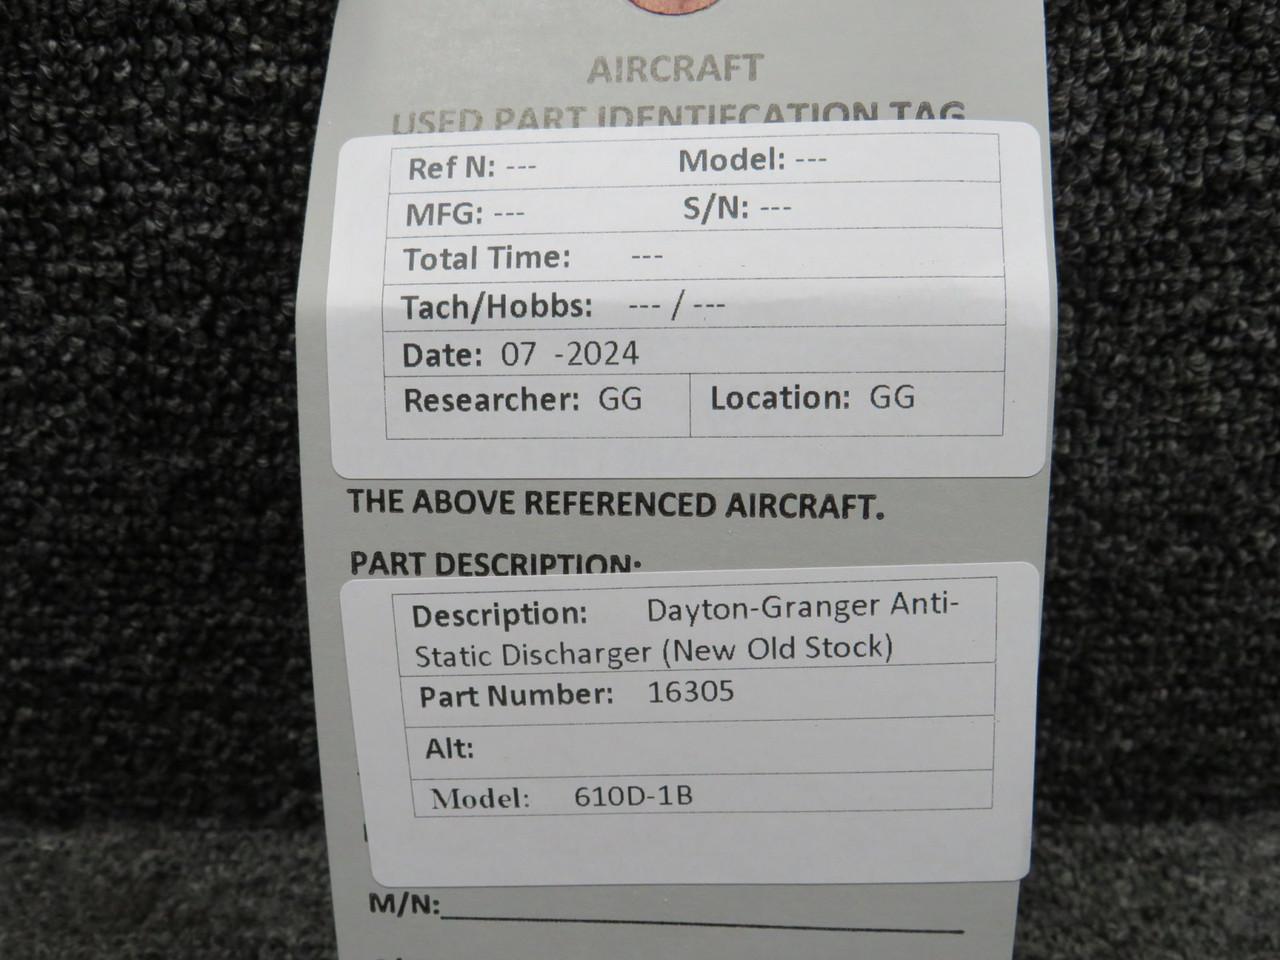 AIRCRAFT
USED PART IDENTIFCATION TAG
Ref N: --- Model: ---
MFG: --- S/N: ---
Total Time: ---
Tach/Hobbs: --- / ---
Date: 07 -2024
Researcher: GG Location: GG
THE ABOVE REFERENCED AIRCRAFT.
PART DESCRIPTION:
Description: Dayton-Granger Anti-
Static Discharger (New Old Stock)
Part Number: 16305
Alt:
Model: 610D-1B
M/N: